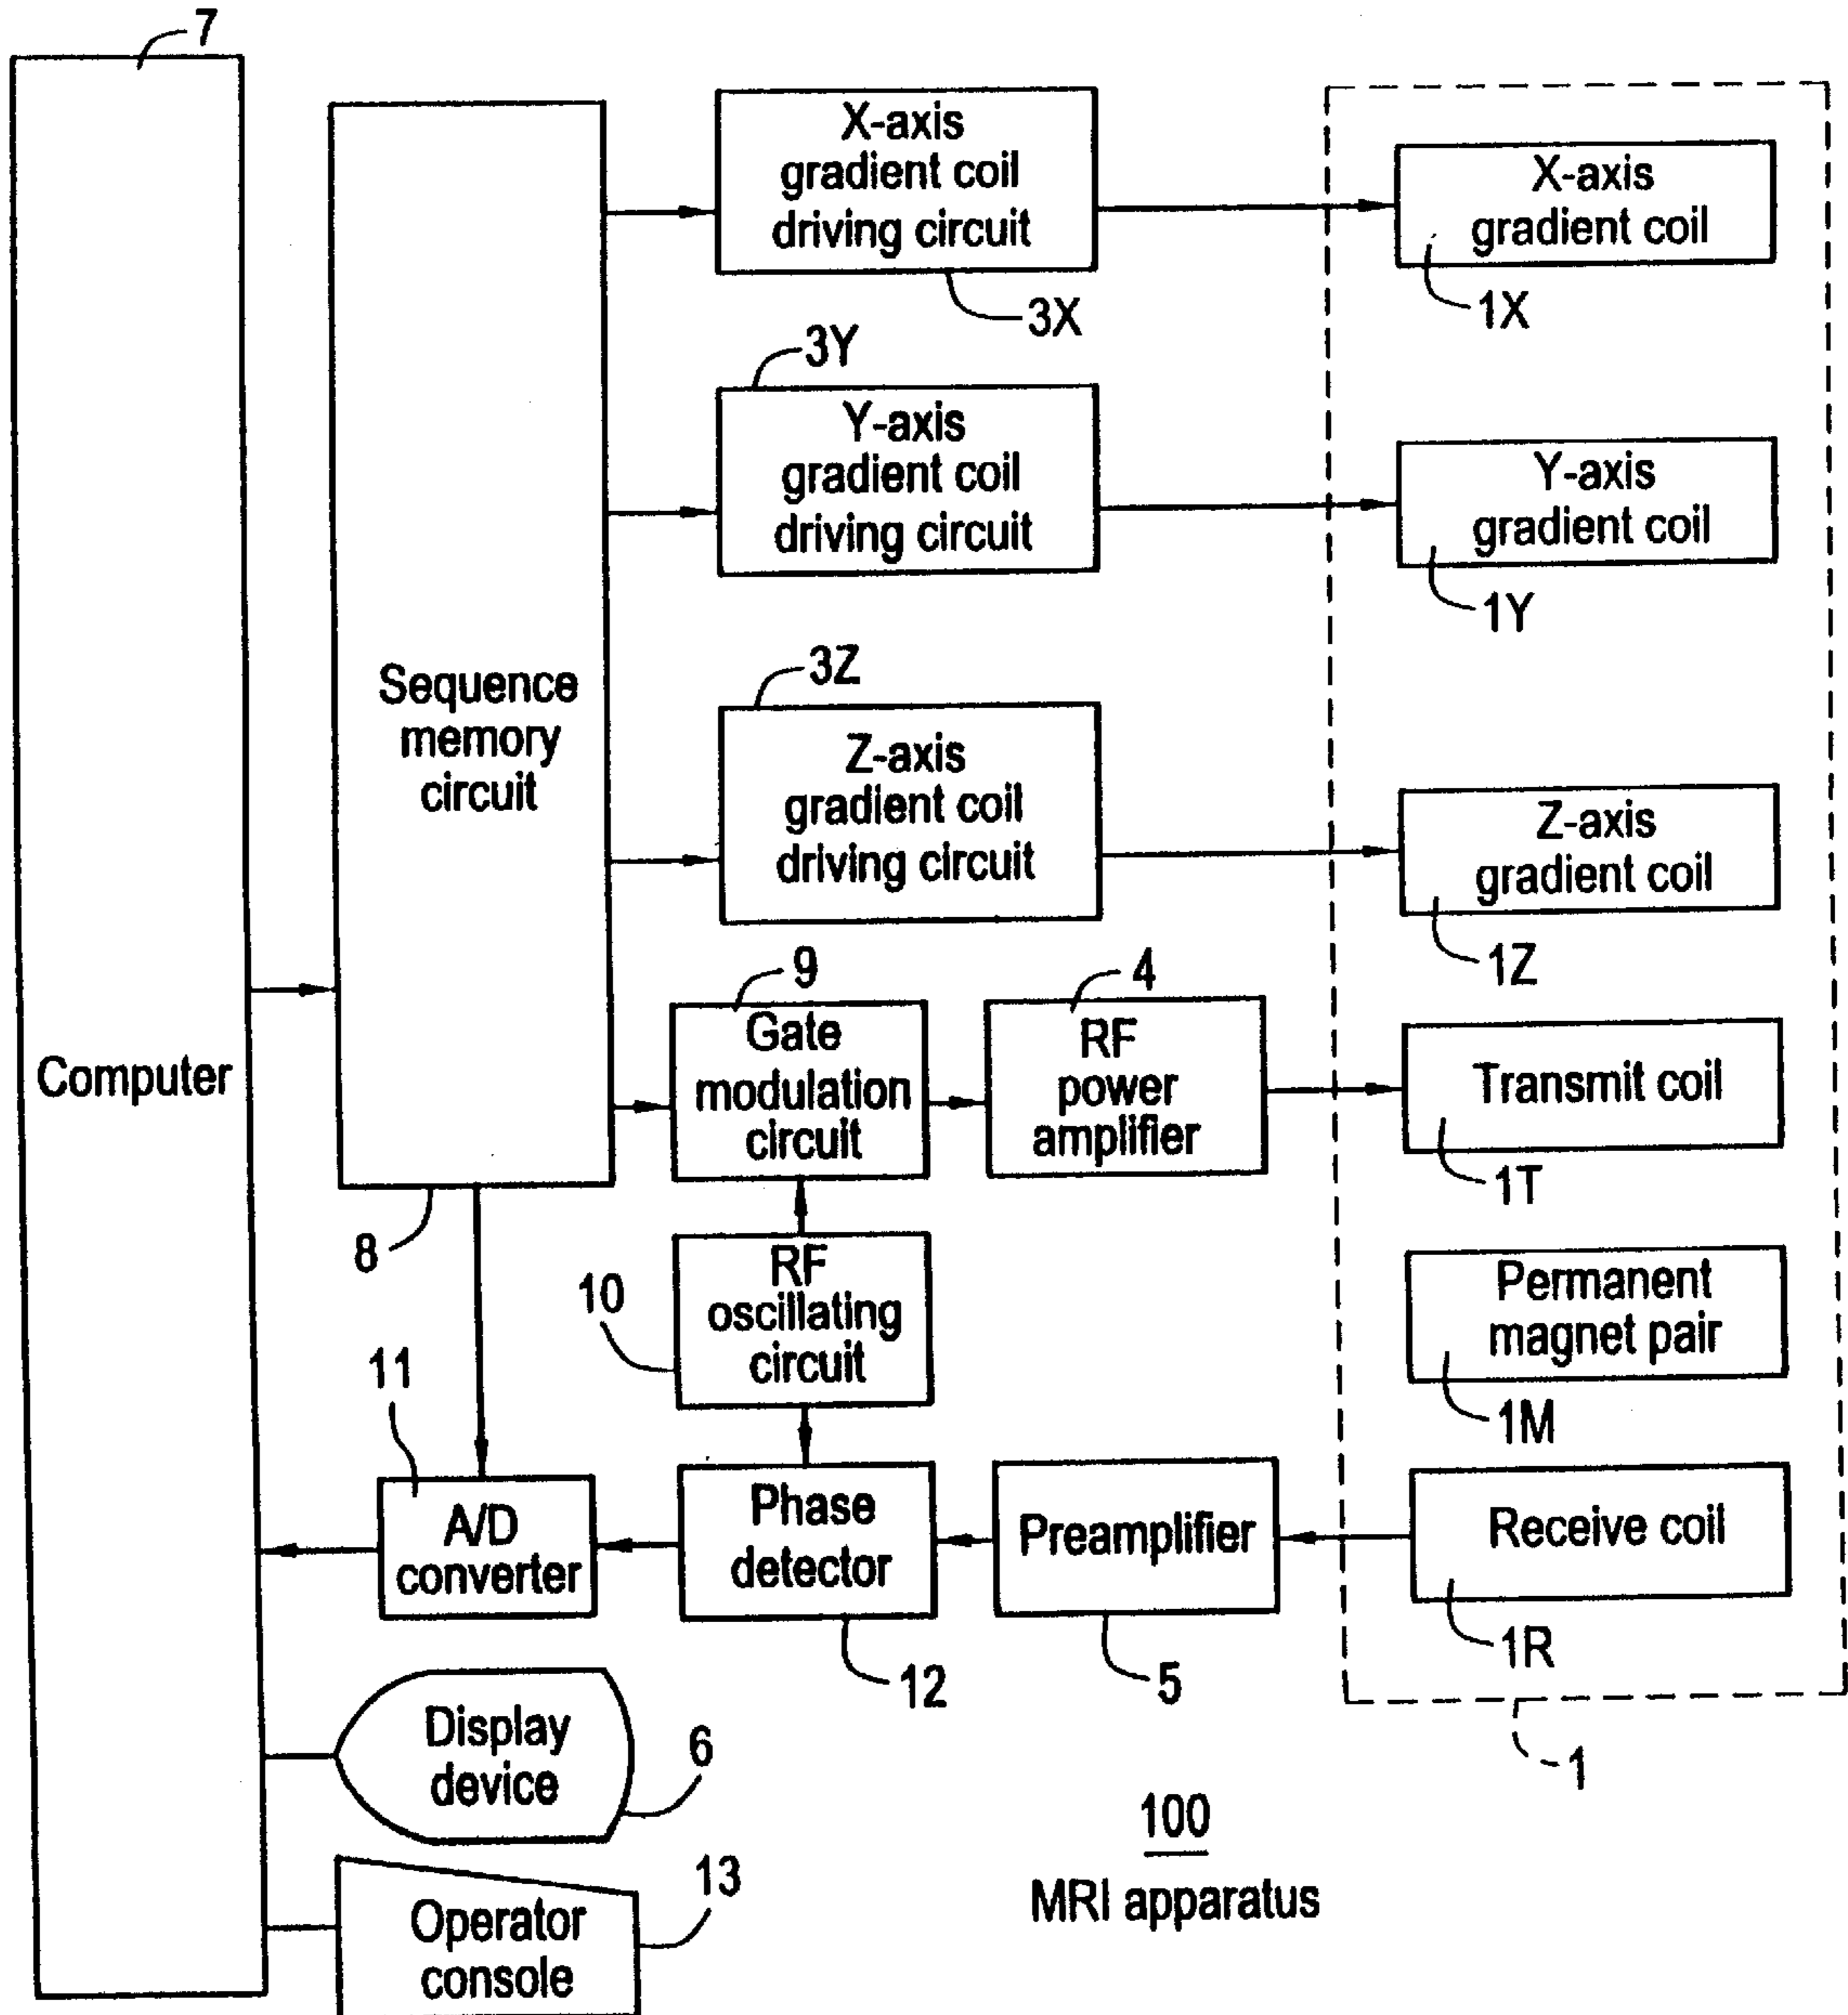 7
X-axis
gradient coil
driving circuit
3X
X-axis
gradient coil
1X
3Y
Y-axis
gradient coil
driving circuit
Y-axis
gradient coil
1Y
Sequence
memory
circuit
3Z
Z-axis
gradient coil
driving circuit
Z-axis
gradient coil
1Z
Computer
9
Gate
modulation
circuit
4
RF
power
amplifier
Transmit coil
1T
8
10
RF
oscillating
circuit
Permanent
magnet pair
1M
11
A/D
converter
Phase
detector
12
Preamplifier
5
Receive coil
1R
1
Display
device
6
Operator
console
13
100
MRI apparatus